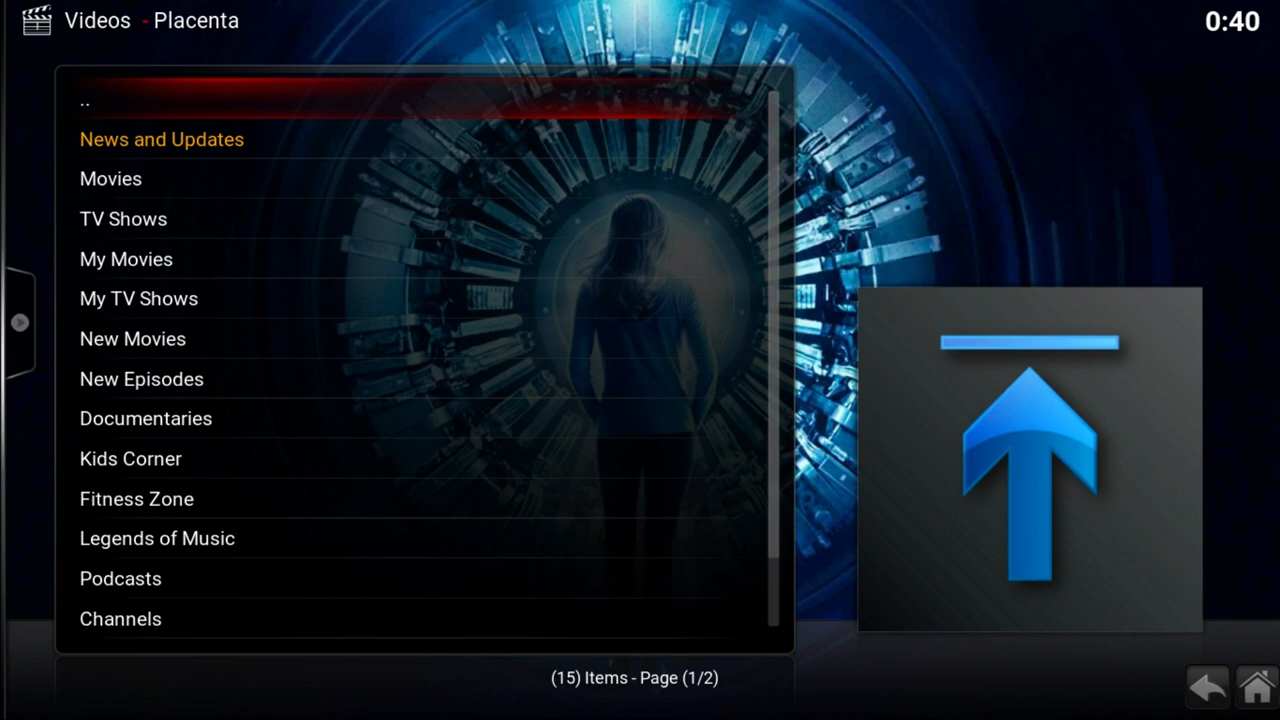 Videos - Placenta
0:40
..
News and Updates
Movies
TV Shows
My Movies
My TV Shows
New Movies
New Episodes
Documentaries
Kids Corner
Fitness Zone
Legends of Music
Podcasts
Channels
(15) Items - Page (1/2)